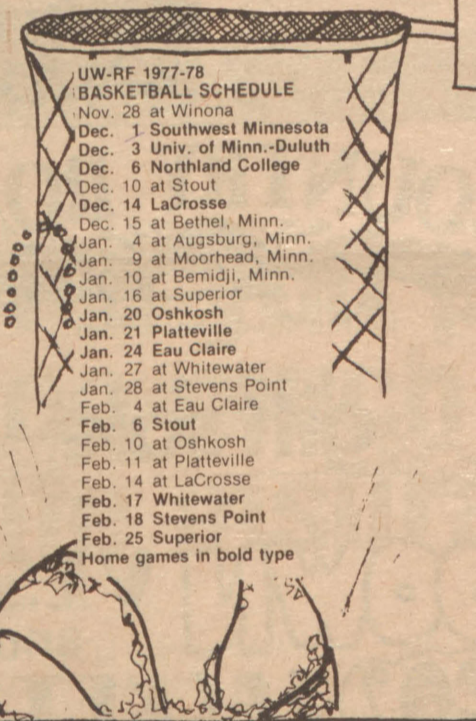 UW-RF 1977-78
BASKETBALL SCHEDULE
Nov. 28 at Winona
Dec. 1 Southwest Minnesota
Dec. 3 Univ. of Minn.-Duluth
Dec. 6 Northland College
Dec. 10 at Stout
Dec. 14 LaCrosse
Dec. 15 at Bethel, Minn.
Jan. 4 at Augsburg, Minn.
Jan. 9 at Moorhead, Minn.
Jan. 10 at Bemidji, Minn.
Jan. 16 at Superior
Jan. 20 Oshkosh
Jan. 21 Platteville
Jan. 24 Eau Claire
Jan. 27 at Whitewater
Jan. 28 at Stevens Point
Feb. 4 at Eau Claire
Feb. 6 Stout
Feb. 10 at Oshkosh
Feb. 11 at Platteville
Feb. 14 at LaCrosse
Feb. 17 Whitewater
Feb. 18 Stevens Point
Feb. 25 Superior
Home games in bold type